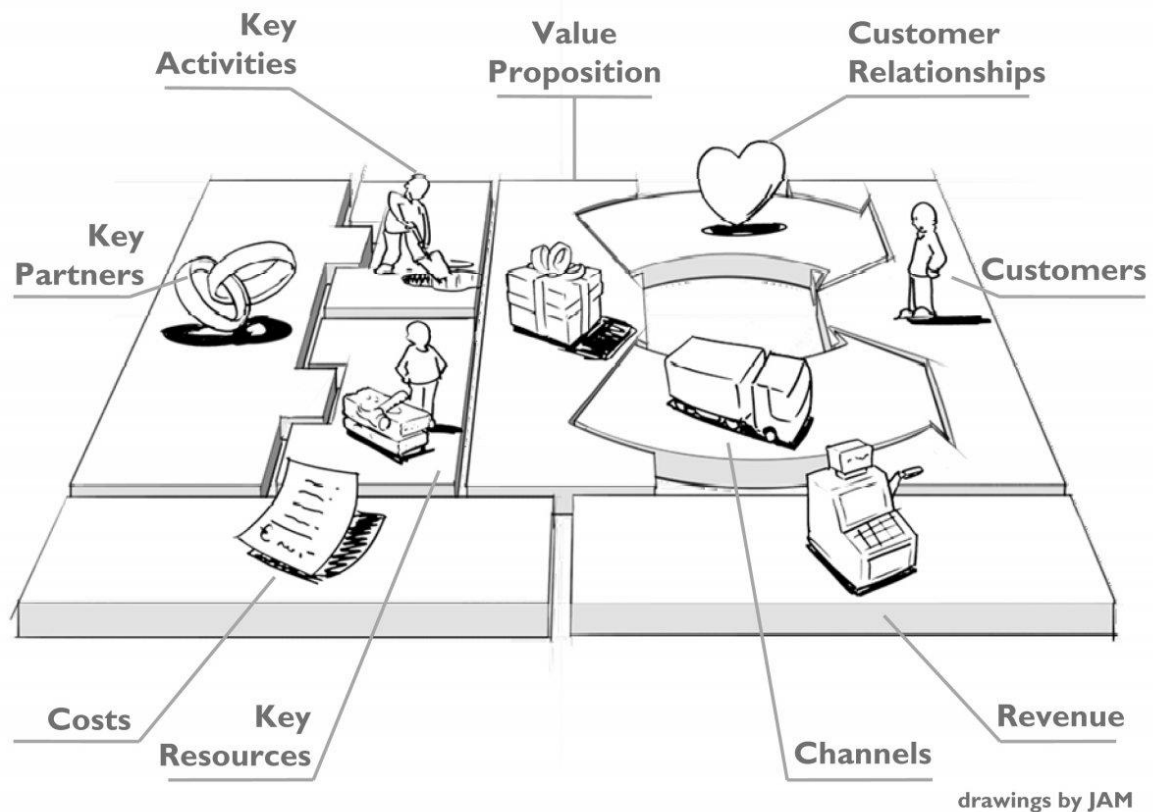 Key
Activities
Value
Proposition
Customer
Relationships
Key
Partners
Customers
Costs
Key
Resources
Channels
Revenue
drawings by JAM